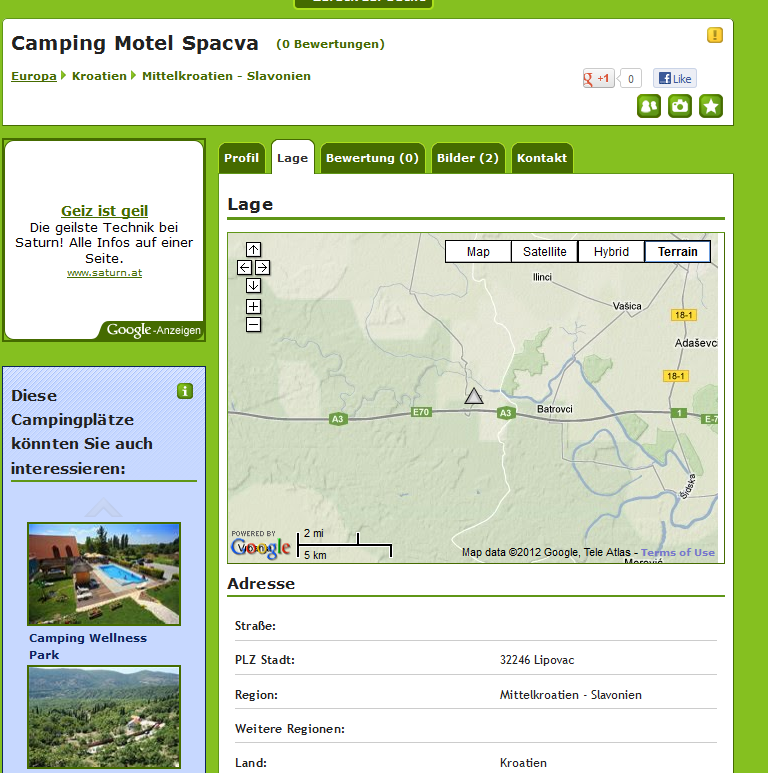 Camping Motel Spacva (0 Bewertungen)
Europa Kroatien Mittelkroatien - Slavonien
+1 0 Like
Geiz ist geil
Die geilste Technik bei
Saturn! Alle Infos auf einer
Seite.
www.saturn.at
Google-Anzeigen
Diese
Campingplätze
könnten Sie auch
interessieren:
Camping Wellness
Park
Profil Lage Bewertung (0) Bilder (2) Kontakt
Lage
Map Satellite Hybrid Terrain
Ilinci
Vašica
18-1
Adaševc
18-1
Batrovci
A3 E70 A3 1 E-7
Šidska
POWERED BY
Google
2 mi
5 km
Map data ©2012 Google, Tele Atlas - Terms of Use
Adresse
Straße:
PLZ Stadt: 32246 Lipovac
Region: Mittelkroatien - Slavonien
Weitere Regionen:
Land: Kroatien